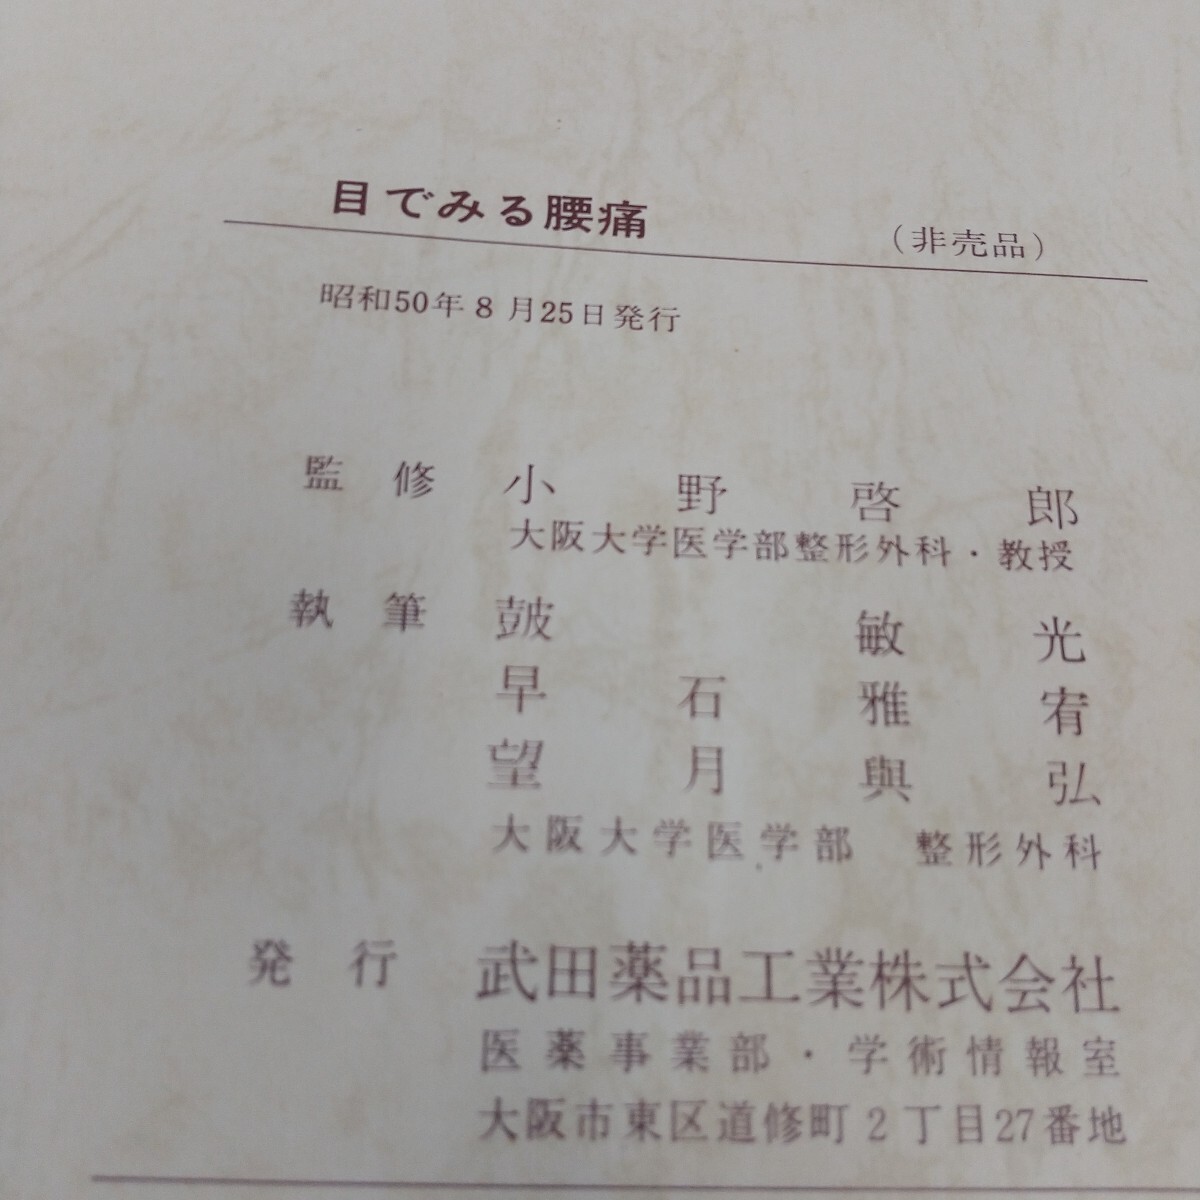 目でみる腰痛 (非売品)
昭和50年8月25日発行
監修 小野啓郎
大阪大学医学部整形外科・教授
執筆 皷 敏光
早石雅宥
望月與弘
大阪大学医学部 整形外科
発行 武田薬品工業株式会社
医薬事業部・学術情報室
大阪市東区道修町2丁目27番地